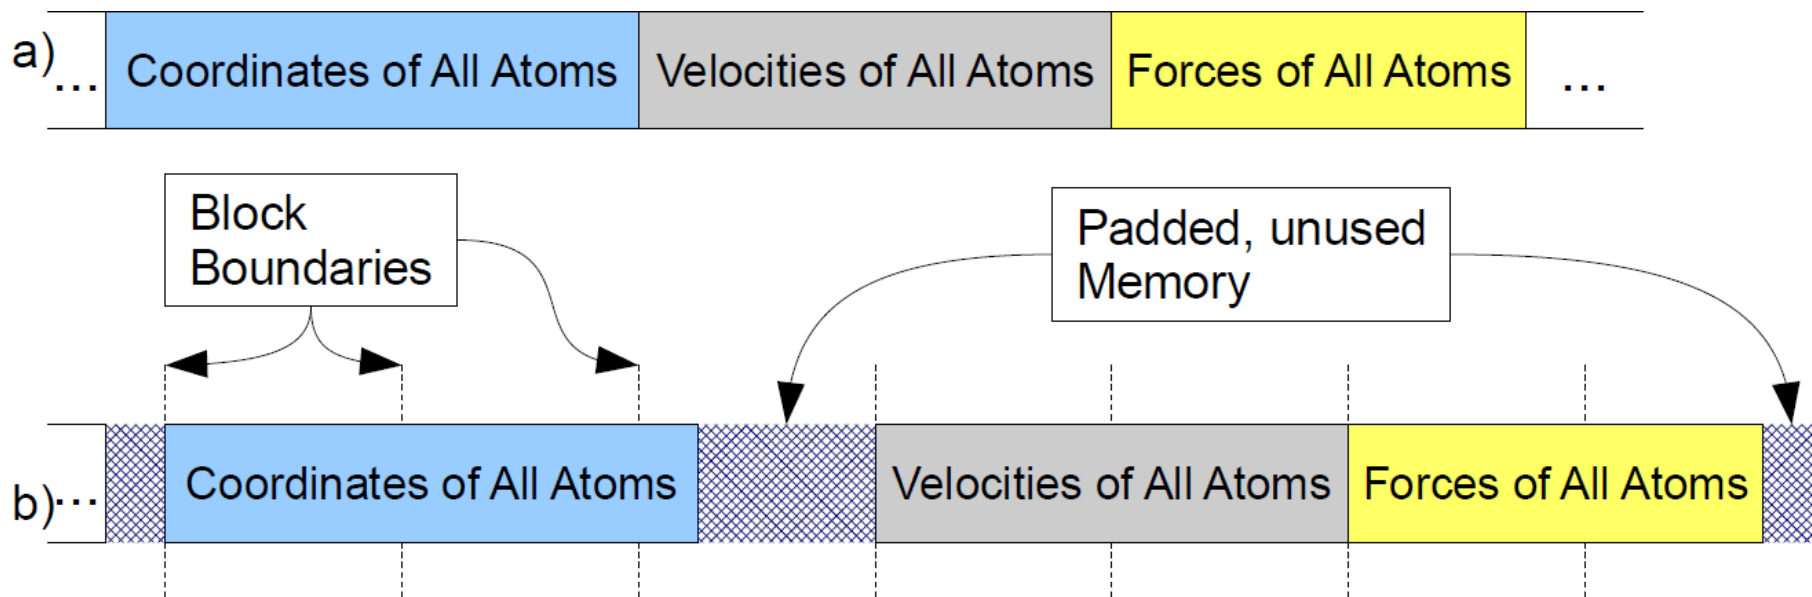 a)
... Coordinates of All Atoms Velocities of All Atoms Forces of All Atoms ...
Block
Boundaries
Padded, unused
Memory
b)... Coordinates of All Atoms Velocities of All Atoms Forces of All Atoms